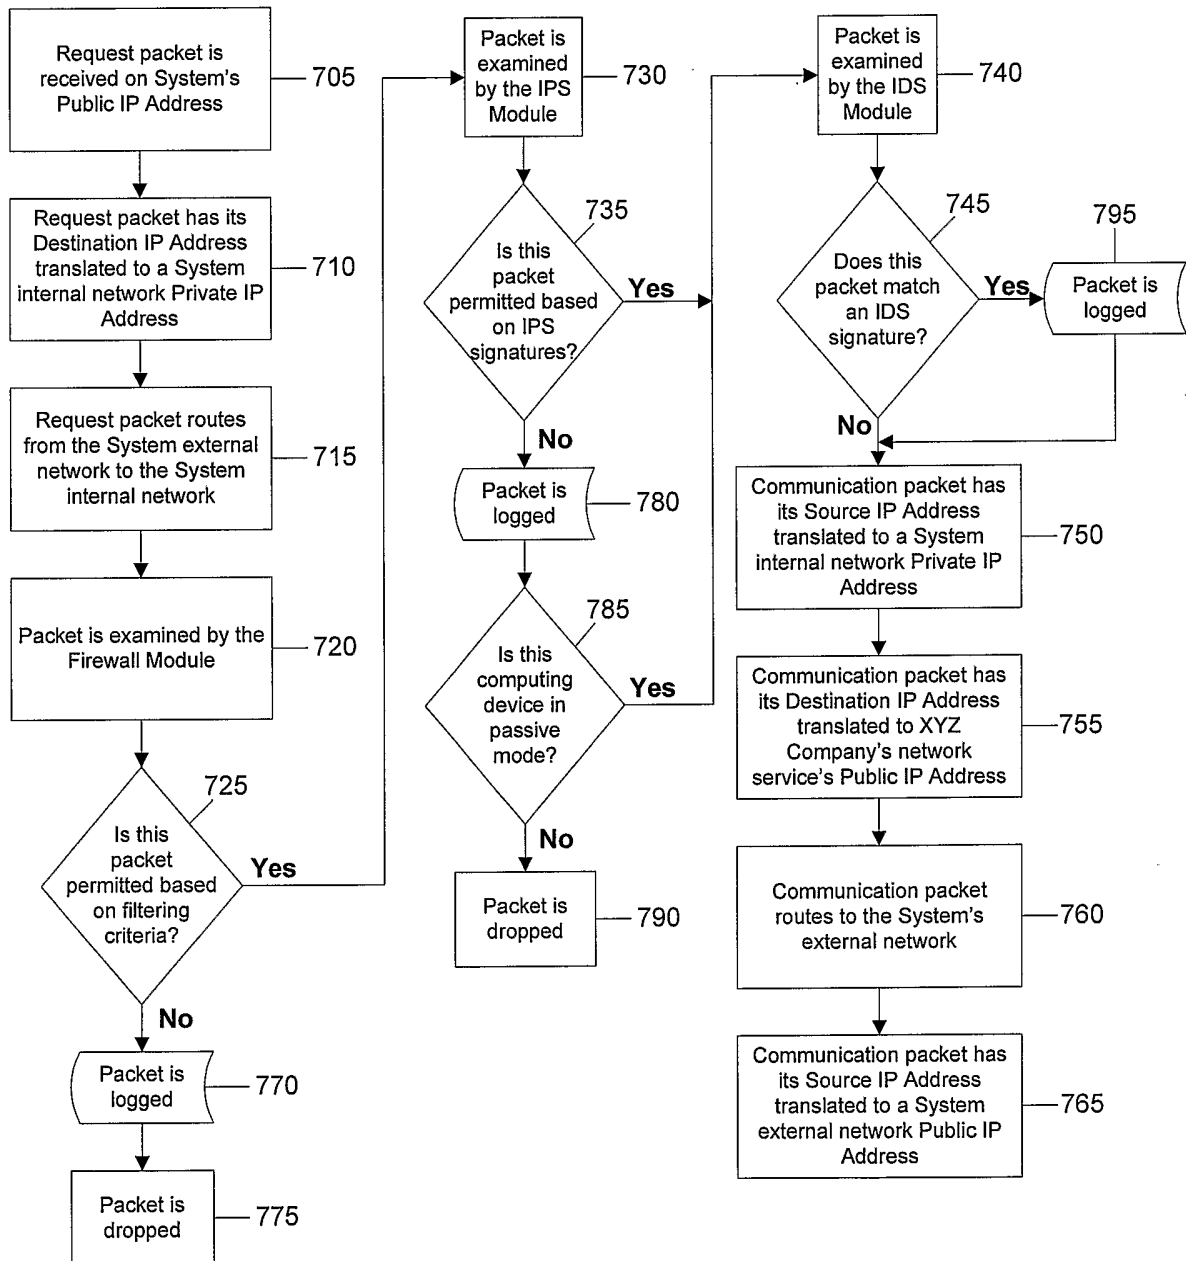 Request packet is
received on System's
Public IP Address
705
Request packet has its
Destination IP Address
translated to a System
internal network Private IP
Address
710
Request packet routes
from the System external
network to the System
internal network
715
Packet is examined by the
Firewall Module
720
725
Is this
packet
permitted based
on filtering
criteria?
Yes
No
Packet is
logged
770
Packet is
dropped
775
Packet is
examined
by the IPS
Module
730
735
Is this
packet
permitted based
on IPS
signatures?
Yes
No
Packet is
logged
780
785
Is this
computing
device in
passive
mode?
Yes
No
Packet is
dropped
790
Packet is
examined
by the IDS
Module
740
745
Does this
packet match
an IDS
signature?
Yes
795
Packet is
logged
No
Communication packet has
its Source IP Address
translated to a System
internal network Private IP
Address
750
Communication packet has
its Destination IP Address
translated to XYZ
Company's network
service's Public IP Address
755
Communication packet
routes to the System's
external network
760
Communication packet has
its Source IP Address
translated to a System
external network Public IP
Address
765